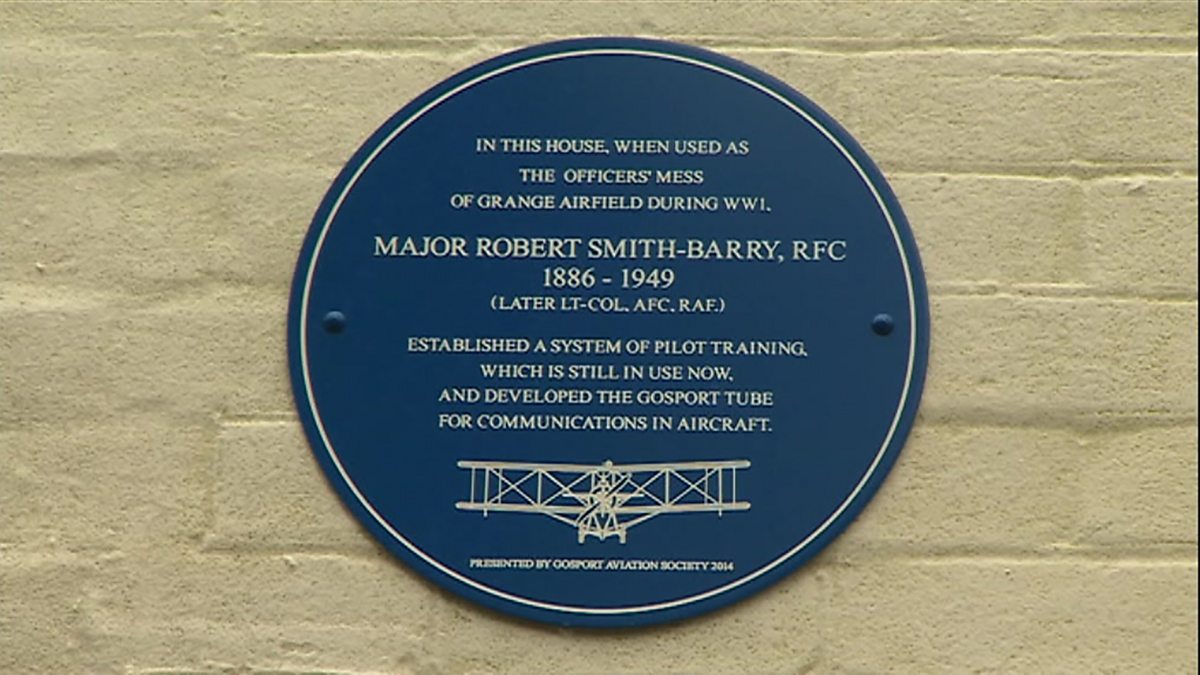 IN THIS HOUSE, WHEN USED AS
THE OFFICERS' MESS
OF GRANGE AIRFIELD DURING WW1,
MAJOR ROBERT SMITH-BARRY, RFC
1886 - 1949
(LATER LT-COL, AFC, RAF.)
ESTABLISHED A SYSTEM OF PILOT TRAINING,
WHICH IS STILL IN USE NOW,
AND DEVELOPED THE GOSPORT TUBE
FOR COMMUNICATIONS IN AIRCRAFT.
PRESENTED BY GOSPORT AVIATION SOCIETY 2014